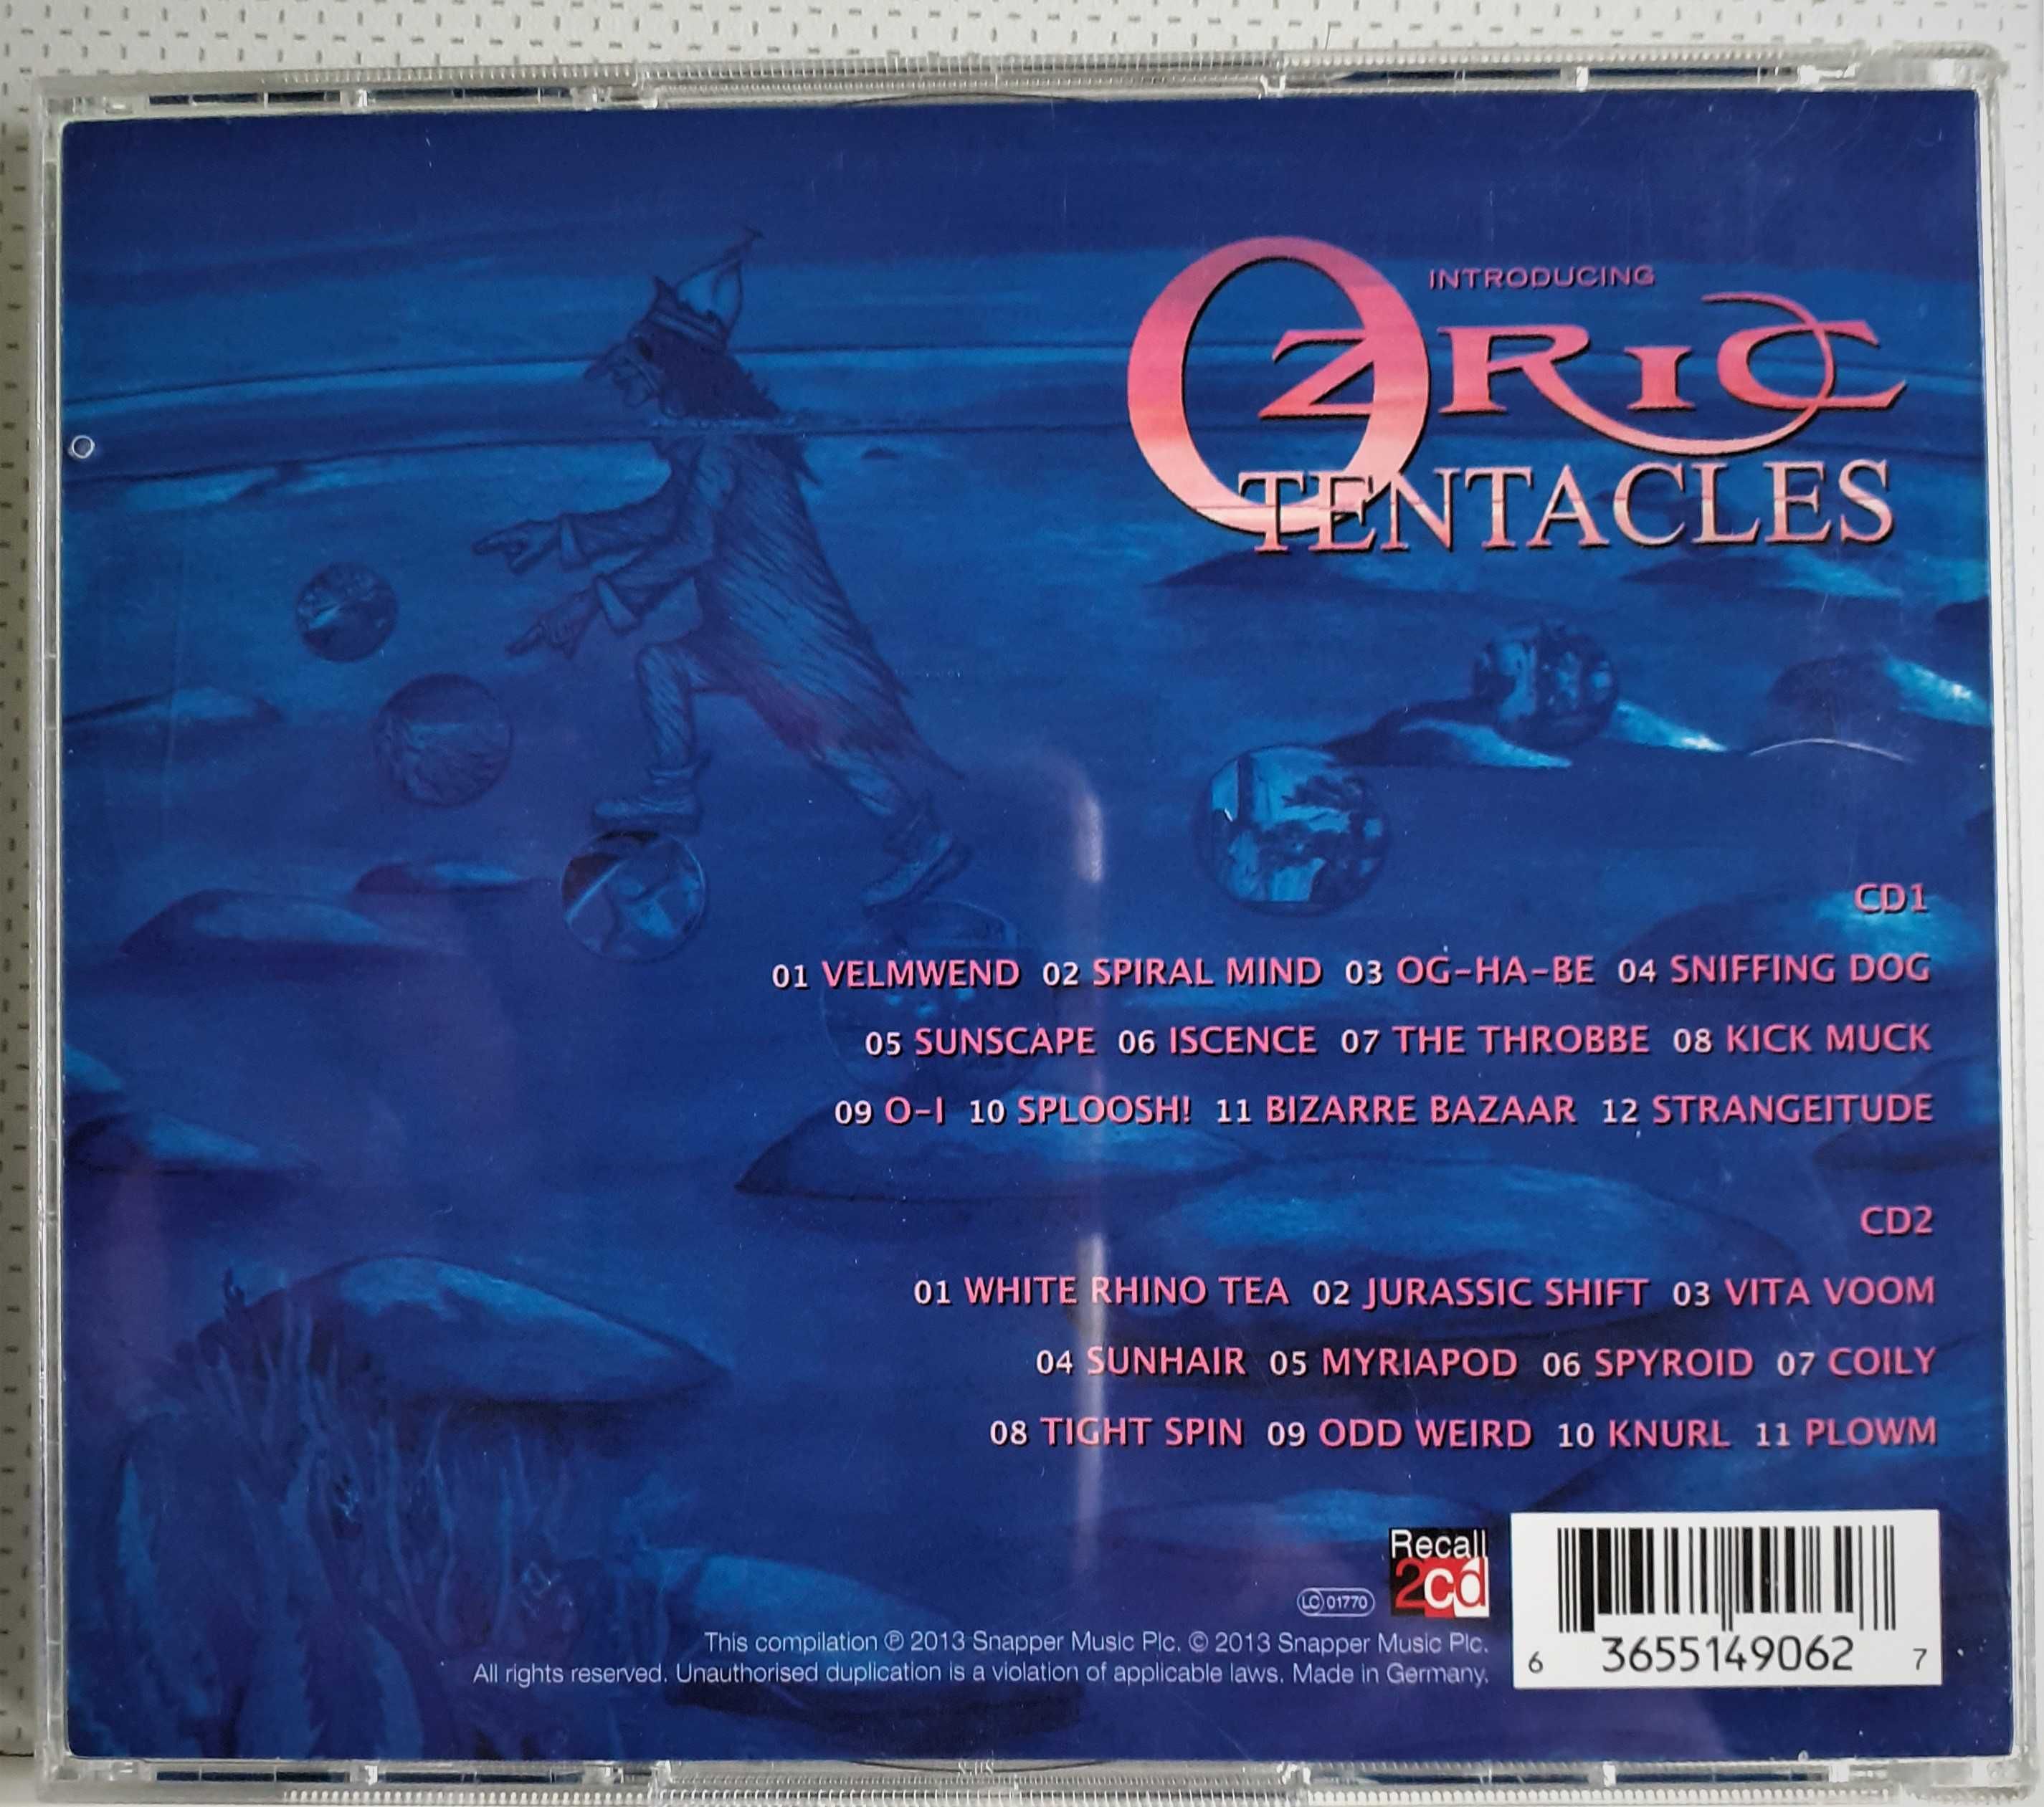 INTRODUCING
OZRIC
TENTACLES
CD1
01 VELMWEND 02 SPIRAL MIND 03 OG-HA-BE 04 SNIFFING DOG
05 SUNSCAPE 06 ISCENCE 07 THE THROBBE 08 KICK MUCK
09 O-I 10 SPLOOSH! 11 BIZARRE BAZAAR 12 STRANGEITUDE
CD2
01 WHITE RHINO TEA 02 JURASSIC SHIFT 03 VITA VOOM
04 SUNHAIR 05 MYRIAPOD 06 SPYROID 07 COILY
08 TIGHT SPIN 09 ODD WEIRD 10 KNURL 11 PLOWM
Recall
2cd
LC 01770
This compilation ℗ 2013 Snapper Music Plc. © 2013 Snapper Music Plc.
All rights reserved. Unauthorised duplication is a violation of applicable laws. Made in Germany.
6 3655149062 7